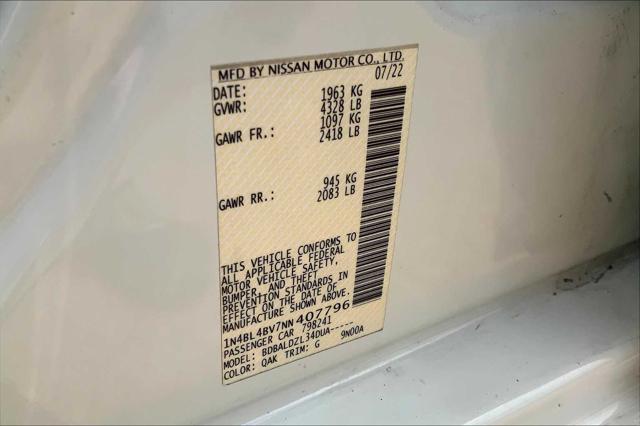 MFD BY NISSAN MOTOR CO., LTD.
DATE: 07/22
GVWR: 1963 KG
4328 LB
GAWR FR.: 1097 KG
2418 LB
GAWR RR.: 945 KG
2083 LB
THIS VEHICLE CONFORMS TO
ALL APPLICABLE FEDERAL
MOTOR VEHICLE SAFETY,
BUMPER, AND THEFT
PREVENTION STANDARDS IN
EFFECT ON THE DATE OF
MANUFACTURE SHOWN ABOVE.
1N4BL4BV7NN407796
PASSENGER CAR 798241
MODEL: BDBALDZL34DUA-----
COLOR: QAK TRIM: G 9N00A